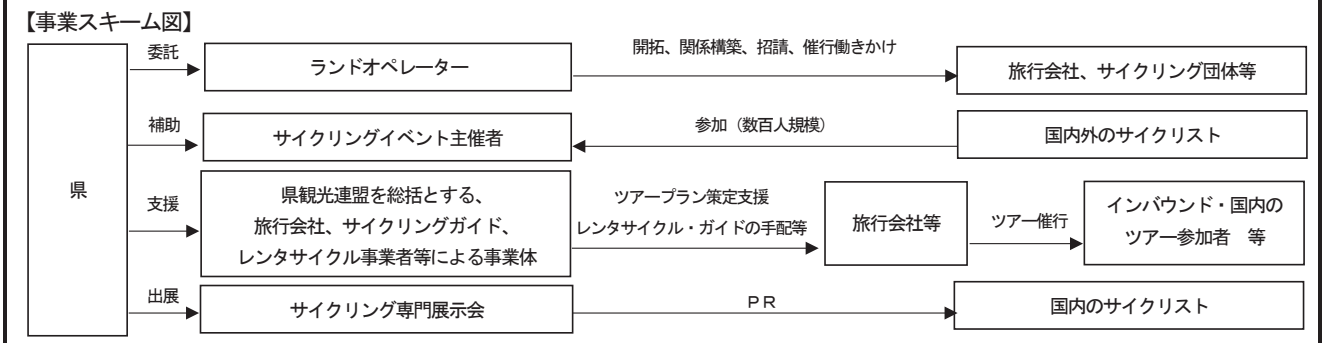 【事業スキーム図】
県
委託
ランドオペレーター
開拓、関係構築、招請、催行働きかけ
旅行会社、サイクリング団体等
補助
サイクリングイベント主催者
参加（数百人規模）
国内外のサイクリスト
支援
県観光連盟を総括とする、
旅行会社、サイクリングガイド、
レンタサイクル事業者等による事業体
ツアープラン策定支援
レンタサイクル・ガイドの手配等
旅行会社等
ツアー催行
インバウンド・国内の
ツアー参加者　等
出展
サイクリング専門展示会
ＰＲ
国内のサイクリスト